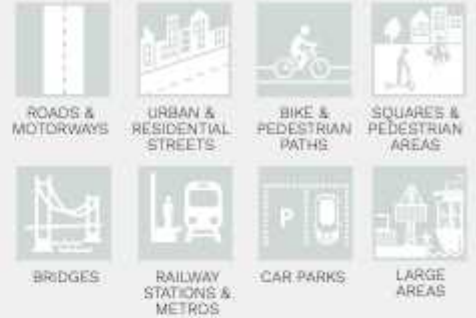 ROADS &
MOTORWAYS
URBAN &
RESIDENTIAL
STREETS
BIKE &
PEDESTRIAN
PATHS
SQUARES &
PEDESTRIAN
AREAS
P
BRIDGES
RAILWAY
STATIONS &
METROS
CAR PARKS
LARGE
AREAS